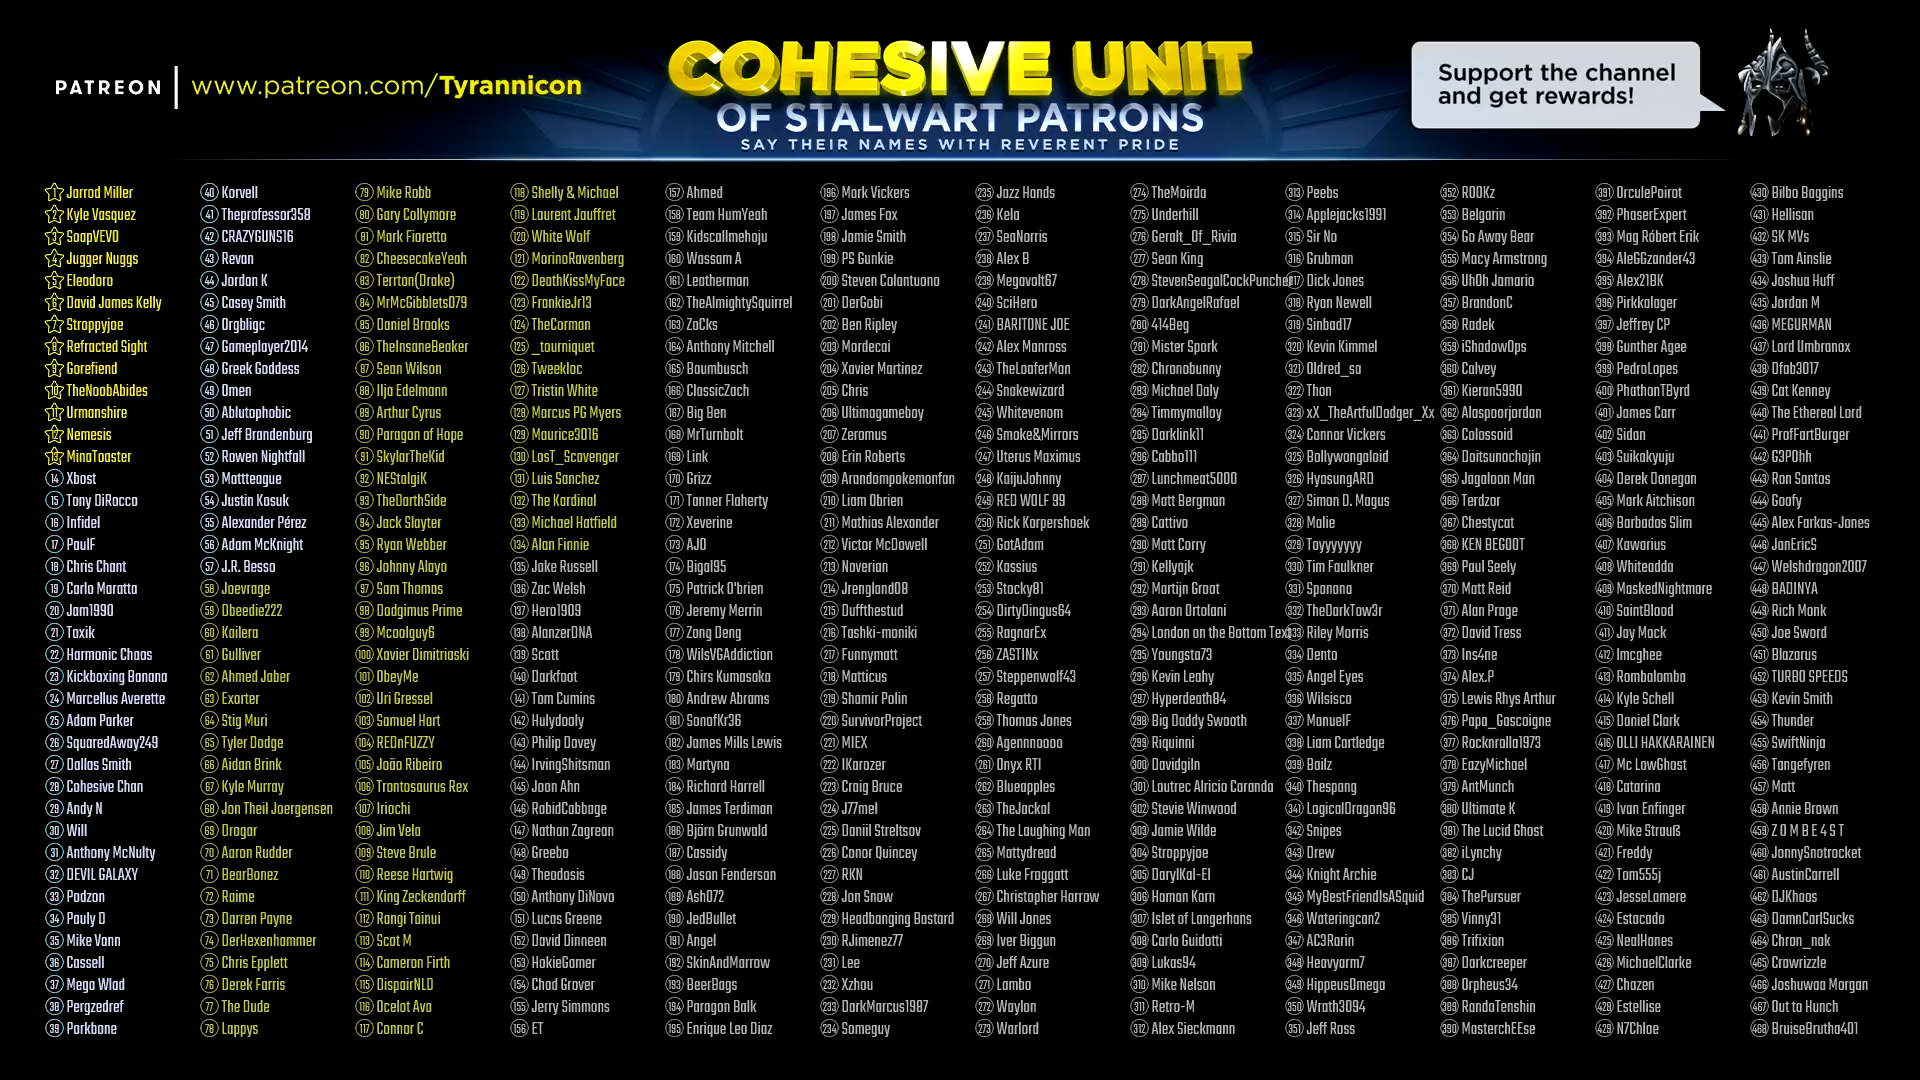 PATREON | www.patreon.com/Tyrannicon
COHESIVE UNIT
OF STALWART PATRONS
SAY THEIR NAMES WITH REVERENT PRIDE
Support the channel
and get rewards!
1 Jarrod Miller
2 Kyle Vasquez
3 SoapVEVO
4 Jugger Nuggs
5 Eleodoro
6 David James Kelly
7 Stroppyjoe
8 Refracted Sight
9 Gorefiend
10 TheNoobAbides
11 Urmanshire
12 Nemesis
13 MinaToaster
14 Xbost
15 Tony DiRocco
16 Infidel
17 PaulF
18 Chris Chant
19 Carlo Maratta
20 Jam1990
21 Toxik
22 Harmonic Chaos
23 Kickboxing Banana
24 Marcellus Averette
25 Adam Parker
26 SquaredAway249
27 Dallas Smith
28 Cohesive Chan
29 Andy N
30 Will
31 Anthony McNulty
32 DEVIL GALAXY
33 Podzon
34 Pauly D
35 Mike Vann
36 Cassell
37 Mega Wlad
38 Pergzedref
39 Porkbone
40 Korvell
41 Theprofessor358
42 CRAZYGUNS16
43 Revan
44 Jordan K
45 Casey Smith
46 Orgbligc
47 Gameplayer2014
48 Greek Goddess
49 Omen
50 Ablutophobic
51 Jeff Brandenburg
52 Rowen Nightfall
53 Mattteague
54 Justin Kosuk
55 Alexander Pérez
56 Adam McKnight
57 J.R. Besso
58 Joevrage
59 Obeedie222
60 Kailera
61 Gulliver
62 Ahmed Jaber
63 Exorter
64 Stig Muri
65 Tyler Dodge
66 Aidan Brink
67 Kyle Murray
68 Jon Theil Joergensen
69 Drogar
70 Aaron Rudder
71 BearBonez
72 Raime
73 Darren Payne
74 DerHexenhammer
75 Chris Epplett
76 Derek Farris
77 The Dude
78 Lappys
79 Mike Robb
80 Gary Collymore
81 Mark Fioretto
82 CheesecakeYeah
83 Terrton(Drake)
84 MrMcGibblets079
85 Daniel Brooks
86 TheInsaneBeaker
87 Sean Wilson
88 Ilja Edelmann
89 Arthur Cyrus
90 Paragon of Hope
91 SkylarTheKid
92 NEStalgiK
93 TheDarthSide
94 Jack Slayter
95 Ryan Webber
96 Johnny Alayo
97 Sam Thomas
98 Dodgimus Prime
99 Mcoolguy6
100 Xavier Dimitriaski
101 ObeyMe
102 Uri Gressel
103 Samuel Hart
104 REDnFUZZY
105 João Ribeiro
106 Trontosaurus Rex
107 Iriochi
108 Jim Vela
109 Steve Brule
110 Reese Hartwig
111 King Zeckendorff
112 Rangi Tainui
113 Scot M
114 Cameron Firth
115 DispairNLD
116 Ocelot Ava
117 Connor C
118 Shelly & Michael
119 Laurent Jauffret
120 White Wolf
121 MorinoRavenberg
122 DeathKissMyFace
123 FrankieJr13
124 TheCorman
125 _tourniquet
126 Tweekloc
127 Tristin White
128 Marcus PG Myers
129 Maurice3016
130 LosT_Scavenger
131 Luis Sanchez
132 The Kardinal
133 Michael Hatfield
134 Alan Finnie
135 Jake Russell
136 Zac Welsh
137 Hero1909
138 AlanzerDNA
139 Scott
140 Darkfoot
141 Tom Cumins
142 Hulydooly
143 Philip Dovey
144 IrvingShitsman
145 Joon Ahn
146 RabidCabbage
147 Nathan Zagrean
148 Greebo
149 Theodosis
150 Anthony DiNovo
151 Lucas Greene
152 David Dinneen
153 HokieGamer
154 Chad Grover
155 Jerry Simmons
156 ET
157 Ahmed
158 Team HumYeah
159 Kidscallmehoju
160 Wassam A
161 Leatherman
162 TheAlmightySquirrel
163 ZoCks
164 Anthony Mitchell
165 Baumbusch
166 ClassicZach
167 Big Ben
168 MrTurnbolt
169 Link
170 Grizz
171 Tanner Flaherty
172 Xeverine
173 AJO
174 Bigal95
175 Patrick O'brien
176 Jeremy Merrin
177 Zong Deng
178 WilsVGAddiction
179 Chirs Kumasaka
180 Andrew Abrams
181 SonofKr36
182 James Mills Lewis
183 Martyna
184 Richard Harrell
185 James Terdiman
186 Björn Grunwald
187 Cassidy
188 Jason Fenderson
189 Ash072
190 JedBullet
191 Angel
192 SkinAndMarrow
193 BeerBags
194 Paragon Balk
195 Enrique Leo Diaz
196 Mark Vickers
197 James Fox
198 Jamie Smith
199 PS Gunkie
200 Steven Colantuono
201 DerGobi
202 Ben Ripley
203 Mordecai
204 Xavier Martinez
205 Chris
206 Ultimagameboy
207 Zeromus
208 Erin Roberts
209 Arandompokemonfan
210 Liam Obrien
211 Mathias Alexander
212 Victor McDowell
213 Noverian
214 Jrengland08
215 Duffthestud
216 Tashki-moniki
217 Funnymatt
218 Matticus
219 Shamir Polin
220 SurvivorProject
221 MIEX
222 IKarazer
223 Craig Bruce
224 J77mel
225 Daniil Streltsov
226 Conor Quincey
227 RKN
228 Jon Snow
229 Headbanging Bastard
230 RJimenez77
231 Lee
232 Xzhou
233 DarkMarcus1987
234 Someguy
235 Jazz Hands
236 Kela
237 SeaNorris
238 Alex B
239 Megavolt67
240 SciHero
241 BARITONE JOE
242 Alex Manross
243 TheLoaferMan
244 Snakewizard
245 Whitevenom
246 Smoke&Mirrors
247 Uterus Maximus
248 KaijuJohnny
249 RED WOLF 99
250 Rick Karpershoek
251 GotAdam
252 Kassius
253 Stocky81
254 DirtyDingus64
255 RagnarEx
256 ZASTINx
257 Steppenwolf43
258 Regatta
259 Thomas Jones
260 Agennnoooo
261 Onyx RTI
262 Blueapples
263 TheJackal
264 The Laughing Man
265 Mattydread
266 Luke Froggatt
267 Christopher Harrow
268 Will Jones
269 Iver Biggun
270 Jeff Azure
271 Lambo
272 Waylon
273 Warlord
274 TheMoirdo
275 Underhill
276 Geralt_Of_Rivia
277 Sean King
278 StevenSeagalCockPuncher
279 DarkAngelRafael
280 414Beg
281 Mister Spork
282 Chronobunny
283 Michael Daly
284 Timmymalloy
285 Darklink11
286 Cabbo111
287 Lunchmeat5000
288 Matt Bergman
289 Cattivo
290 Matt Corry
291 Kellyajk
292 Martijn Groot
293 Aaron Ortolani
294 London on the Bottom Text
295 Youngsta73
296 Kevin Leahy
297 Hyperdeath84
298 Big Daddy Swooth
299 Riquinni
300 Davidgiln
301 Lautrec Alricio Caranda
302 Stevie Winwood
303 Jamie Wilde
304 Stroppyjoe
305 DarylKal-El
306 Haman Karn
307 Islet of Langerhans
308 Carlo Guidotti
309 Lukas94
310 Mike Nelson
311 Retro-M
312 Alex Sieckmann
313 Peebs
314 Applejacks1991
315 Sir No
316 Grubman
317 Dick Jones
318 Ryan Newell
319 Sinbad17
320 Kevin Kimmel
321 Oldred_sa
322 Thon
323 xX_TheArtfulDodger_Xx
324 Connor Vickers
325 Bollywongaloid
326 HyosungARD
327 Simon D. Magus
328 Malie
329 Toyyyyyyy
330 Tim Faulkner
331 Spanana
332 TheDarkTow3r
333 Riley Morris
334 Dento
335 Angel Eyes
336 Wilsisco
337 ManuelF
338 Liam Cartledge
339 Bailz
340 Thespang
341 LogicalDragon96
342 Snipes
343 Drew
344 Knight Archie
345 MyBestFriendIsASquid
346 Wateringcan2
347 AC3Rarin
348 Heavyarm7
349 HippeusOmega
350 Wrath3094
351 Jeff Ross
352 ROOKz
353 Belgarin
354 Go Away Bear
355 Macy Armstrong
356 UhOh Jamario
357 BrandonC
358 Radek
359 iShadowOps
360 Calvey
361 Kieran5990
362 Alaspoorjordan
363 Colossoid
364 Doitsunochojin
365 Jagaloon Man
366 Terdzor
367 Chestycat
368 KEN BEGOOT
369 Paul Seely
370 Matt Reid
371 Alan Prage
372 David Tress
373 Ins4ne
374 Alex.P
375 Lewis Rhys Arthur
376 Papa_Gascoigne
377 Rocknrolla1973
378 EazyMichael
379 AntMunch
380 Ultimate K
381 The Lucid Ghost
382 iLynchy
383 CJ
384 ThePursuer
385 Vinny31
386 Trifixion
387 Darkcreeper
388 Orpheus34
389 RandoTenshin
390 MasterchEEse
391 OrculePoirot
392 PhaserExpert
393 Mag Róbert Erik
394 AleGGzander43
395 Alex21BK
396 Pirkkalager
397 Jeffrey CP
398 Gunther Agee
399 PedroLopes
400 PhathonTByrd
401 James Carr
402 Sidan
403 Suikakyuju
404 Derek Donegan
405 Mark Aitchison
406 Barbados Slim
407 Kawarius
408 Whiteadda
409 MaskedNightmare
410 SaintBlood
411 Jay Mack
412 Imcghee
413 Rambalomba
414 Kyle Schell
415 Daniel Clark
416 OLLI HAKKARAINEN
417 Mc LowGhost
418 Catarina
419 Ivan Enfinger
420 Mike Strauß
421 Freddy
422 Tom555j
423 JesseLamere
424 Estacado
425 NealHanes
426 MichaelClarke
427 Chazen
428 Estellise
429 N7Chloe
430 Bilbo Baggins
431 Hellisan
432 SK MVs
433 Tom Ainslie
434 Joshua Huff
435 Jordan M
436 MEGURMAN
437 Lord Umbranox
438 Dfab3017
439 Cat Kenney
440 The Ethereal Lord
441 ProfFartBurger
442 G3POhh
443 Ron Santos
444 Goofy
445 Alex Farkas-Jones
446 JanEricS
447 Welshdragon2007
448 BADINYA
449 Rich Monk
450 Joe Sword
451 Blazarus
452 TURBO SPEEDS
453 Kevin Smith
454 Thunder
455 SwiftNinja
456 Tangefyren
457 Matt
458 Annie Brown
459 Z O M B E 4 S T
460 JonnySnotrocket
461 AustinCarrell
462 DJKhaos
463 DamnCarlSucks
464 Chron_nak
465 Crawrizzle
466 Joshuwaa Morgan
467 Out to Hunch
468 BruiseBrutha401